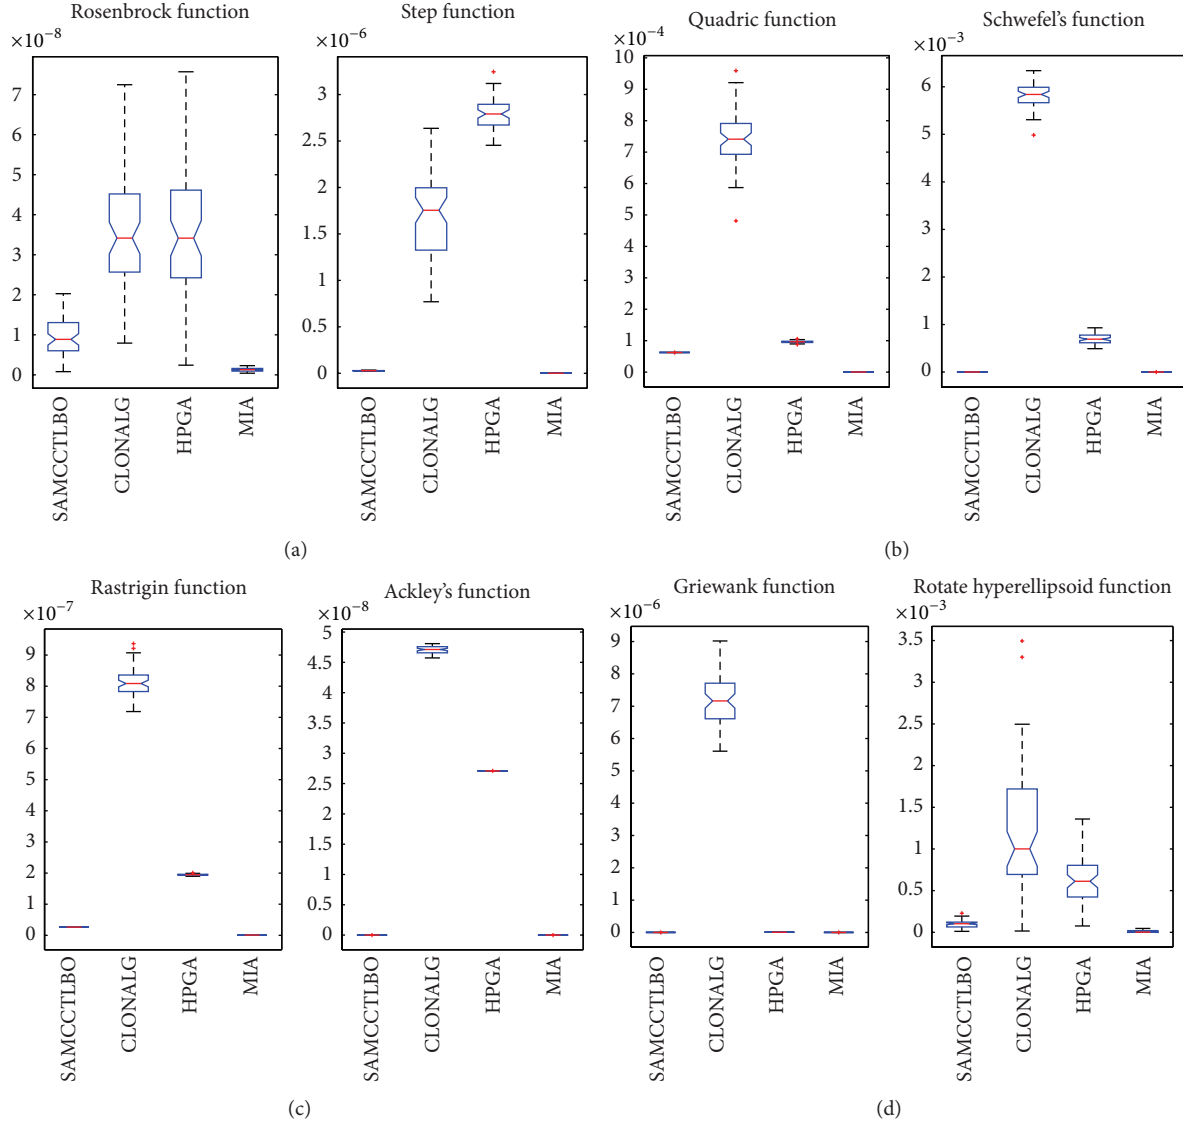 Rosenbrock function
×10−8
7
6
5
4
3
2
1
0
SAMCCTLBO
CLONALG
HPGA
MIA
Step function
×10−6
3
2.5
2
1.5
1
0.5
0
SAMCCTLBO
CLONALG
HPGA
MIA
(a)
Quadric function
×10−4
10
9
8
7
6
5
4
3
2
1
0
SAMCCTLBO
CLONALG
HPGA
MIA
Schwefel's function
×10−3
6
5
4
3
2
1
0
SAMCCTLBO
CLONALG
HPGA
MIA
(b)
Rastrigin function
×10−7
9
8
7
6
5
4
3
2
1
0
SAMCCTLBO
CLONALG
HPGA
MIA
Ackley's function
×10−8
5
4.5
4
3.5
3
2.5
2
1.5
1
0.5
0
SAMCCTLBO
CLONALG
HPGA
MIA
(c)
Griewank function
×10−6
9
8
7
6
5
4
3
2
1
0
SAMCCTLBO
CLONALG
HPGA
MIA
Rotate hyperellipsoid function
×10−3
3.5
3
2.5
2
1.5
1
0.5
0
SAMCCTLBO
CLONALG
HPGA
MIA
(d)